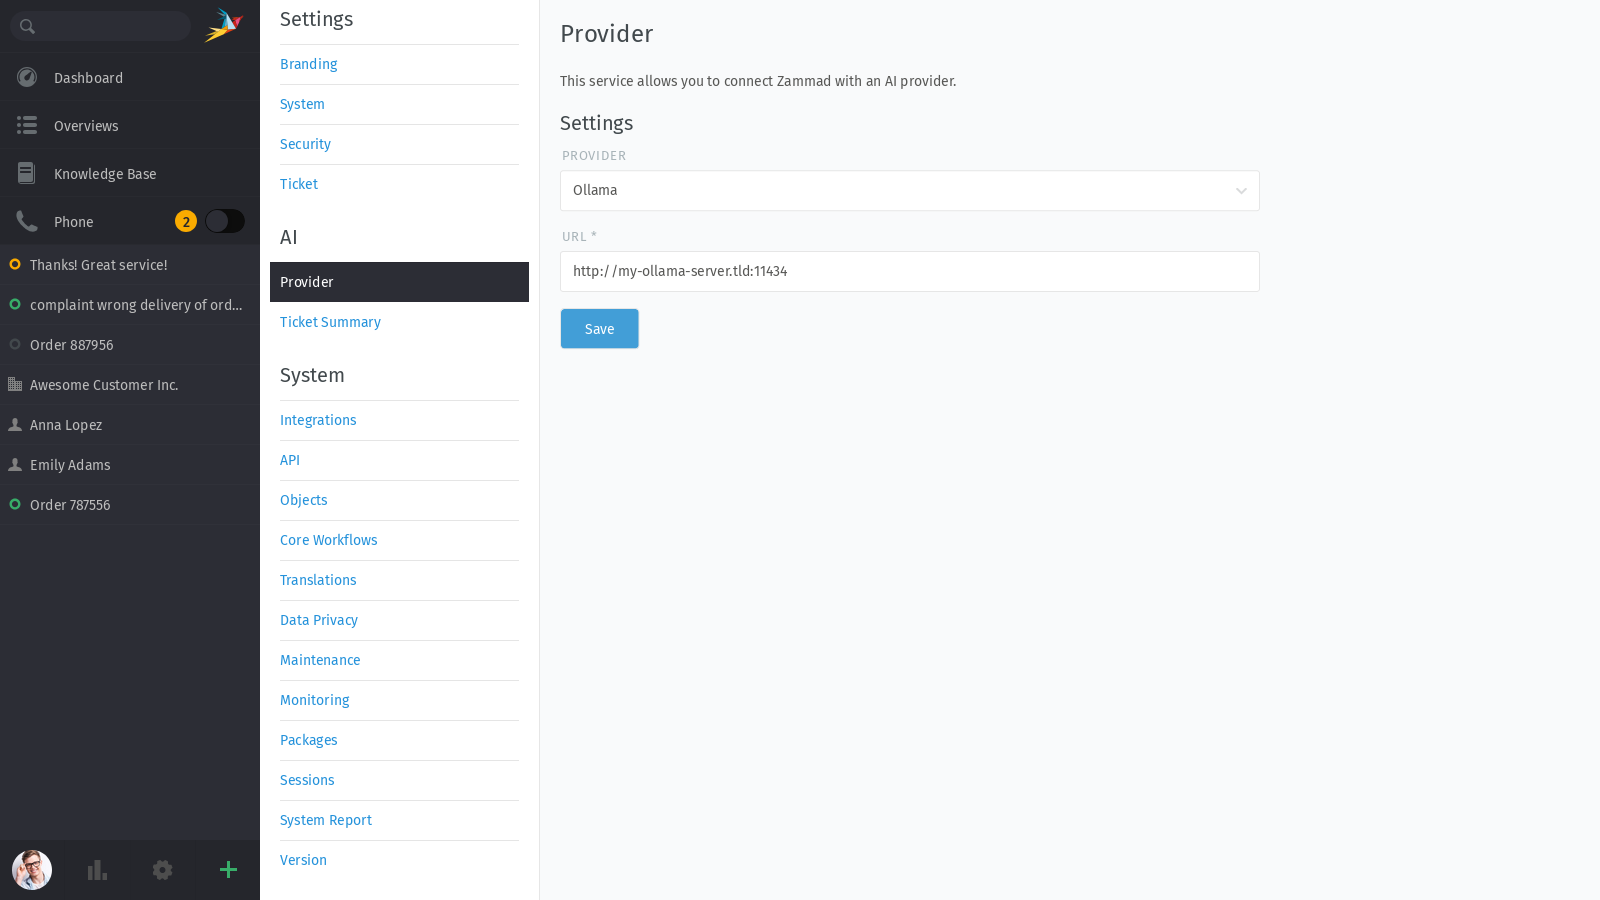 Dashboard
Overviews
Knowledge Base
Phone 2
Thanks! Great service!
complaint wrong delivery of ord...
Order 887956
Awesome Customer Inc.
Anna Lopez
Emily Adams
Order 787556
Settings
Branding
System
Security
Ticket
AI
Provider
Ticket Summary
System
Integrations
API
Objects
Core Workflows
Translations
Data Privacy
Maintenance
Monitoring
Packages
Sessions
System Report
Version
Provider
This service allows you to connect Zammad with an AI provider.
Settings
PROVIDER
Ollama
URL *
http://my-ollama-server.tld:11434
Save